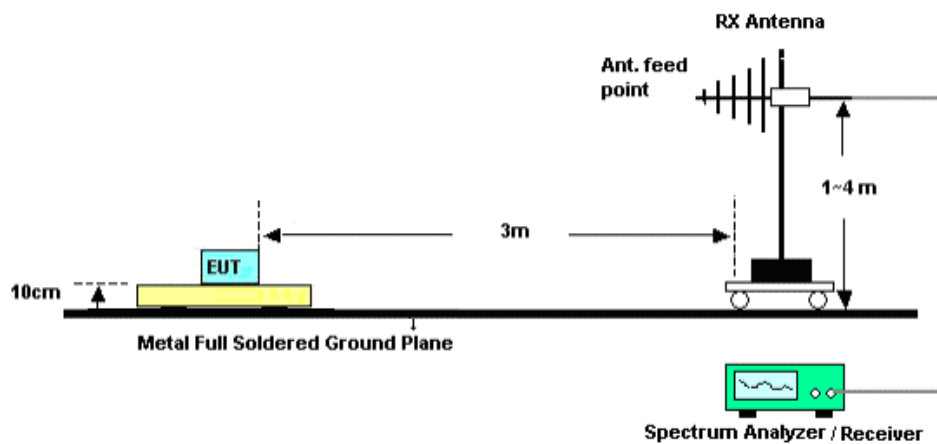 RX Antenna
Ant. feed
point
1~4 m
3m
EUT
10cm
Metal Full Soldered Ground Plane
Spectrum Analyzer / Receiver